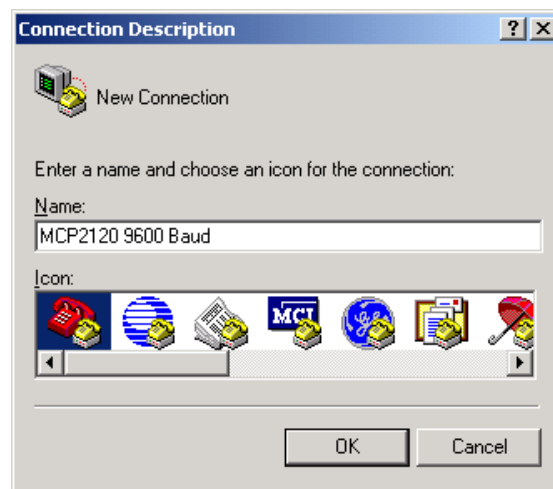 Connection Description
New Connection
Enter a name and choose an icon for the connection:
Name:
MCP2120 9600 Baud
Icon:
MCI
OK Cancel